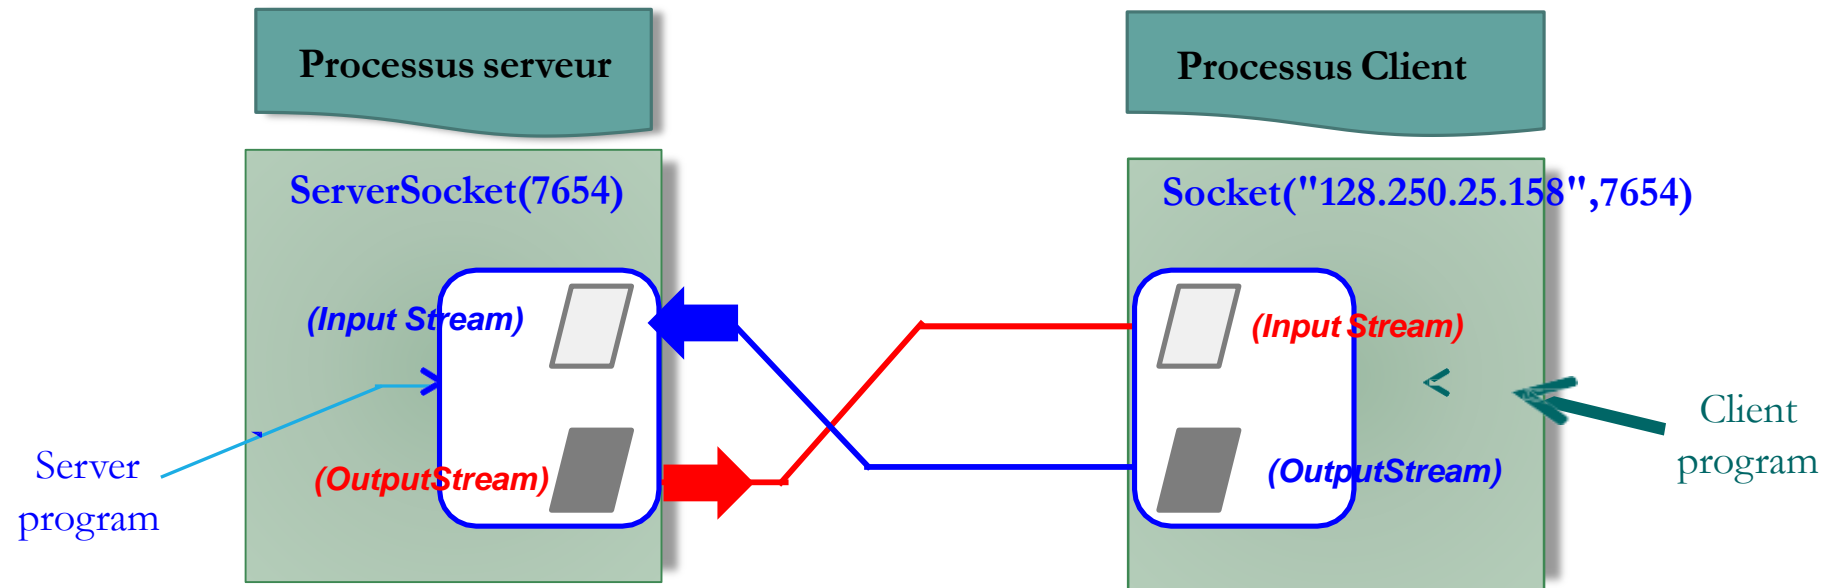 Processus serveur
Processus Client
ServerSocket(7654)
Socket("128.250.25.158",7654)
(Input Stream)
(Input Stream)
(OutputStream)
(OutputStream)
Server
program
Client
program